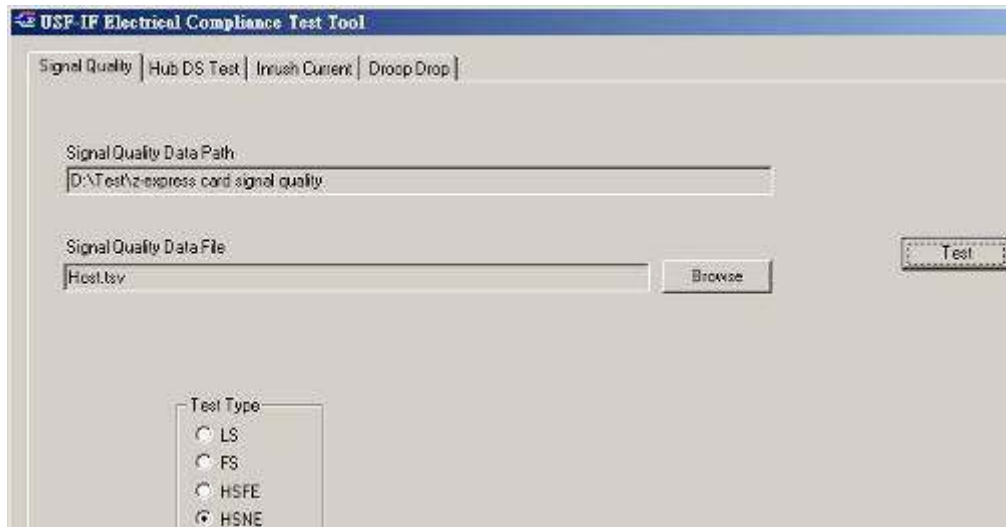 USF-IF Electrical Compliance Test Tool
Signal Quality Hub DS Test Inrush Current Droop Drop
Signal Quality Data Path
D:\Test\z-express card signal quality
Signal Quality Data File
Host.tsv
Browse
Test
Test Type
LS
FS
HSFE
HSNE